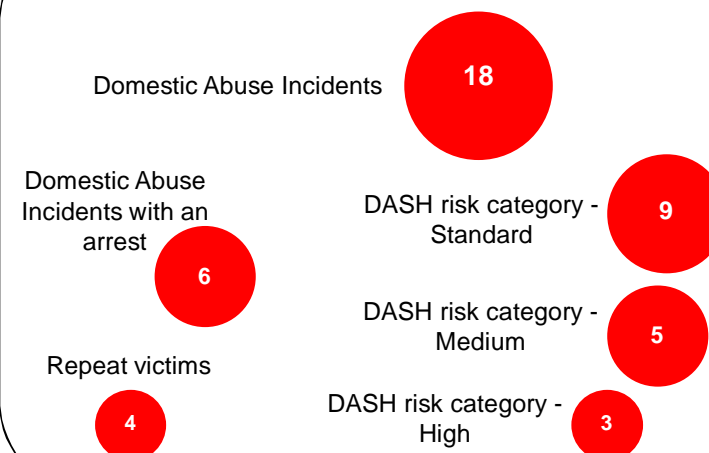 Domestic Abuse Incidents
18
Domestic Abuse
Incidents with an
arrest
6
DASH risk category -
Standard
9
DASH risk category -
Medium
5
Repeat victims
4
DASH risk category -
High
3